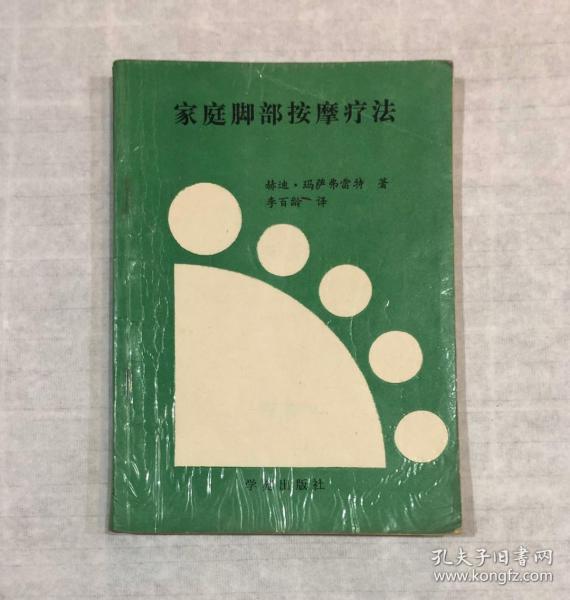 家庭脚部按摩疗法
赫迪·玛萨弗雷特 著
李百龄 译
学苑出版社
孔夫子旧书网
www.kongfz.com